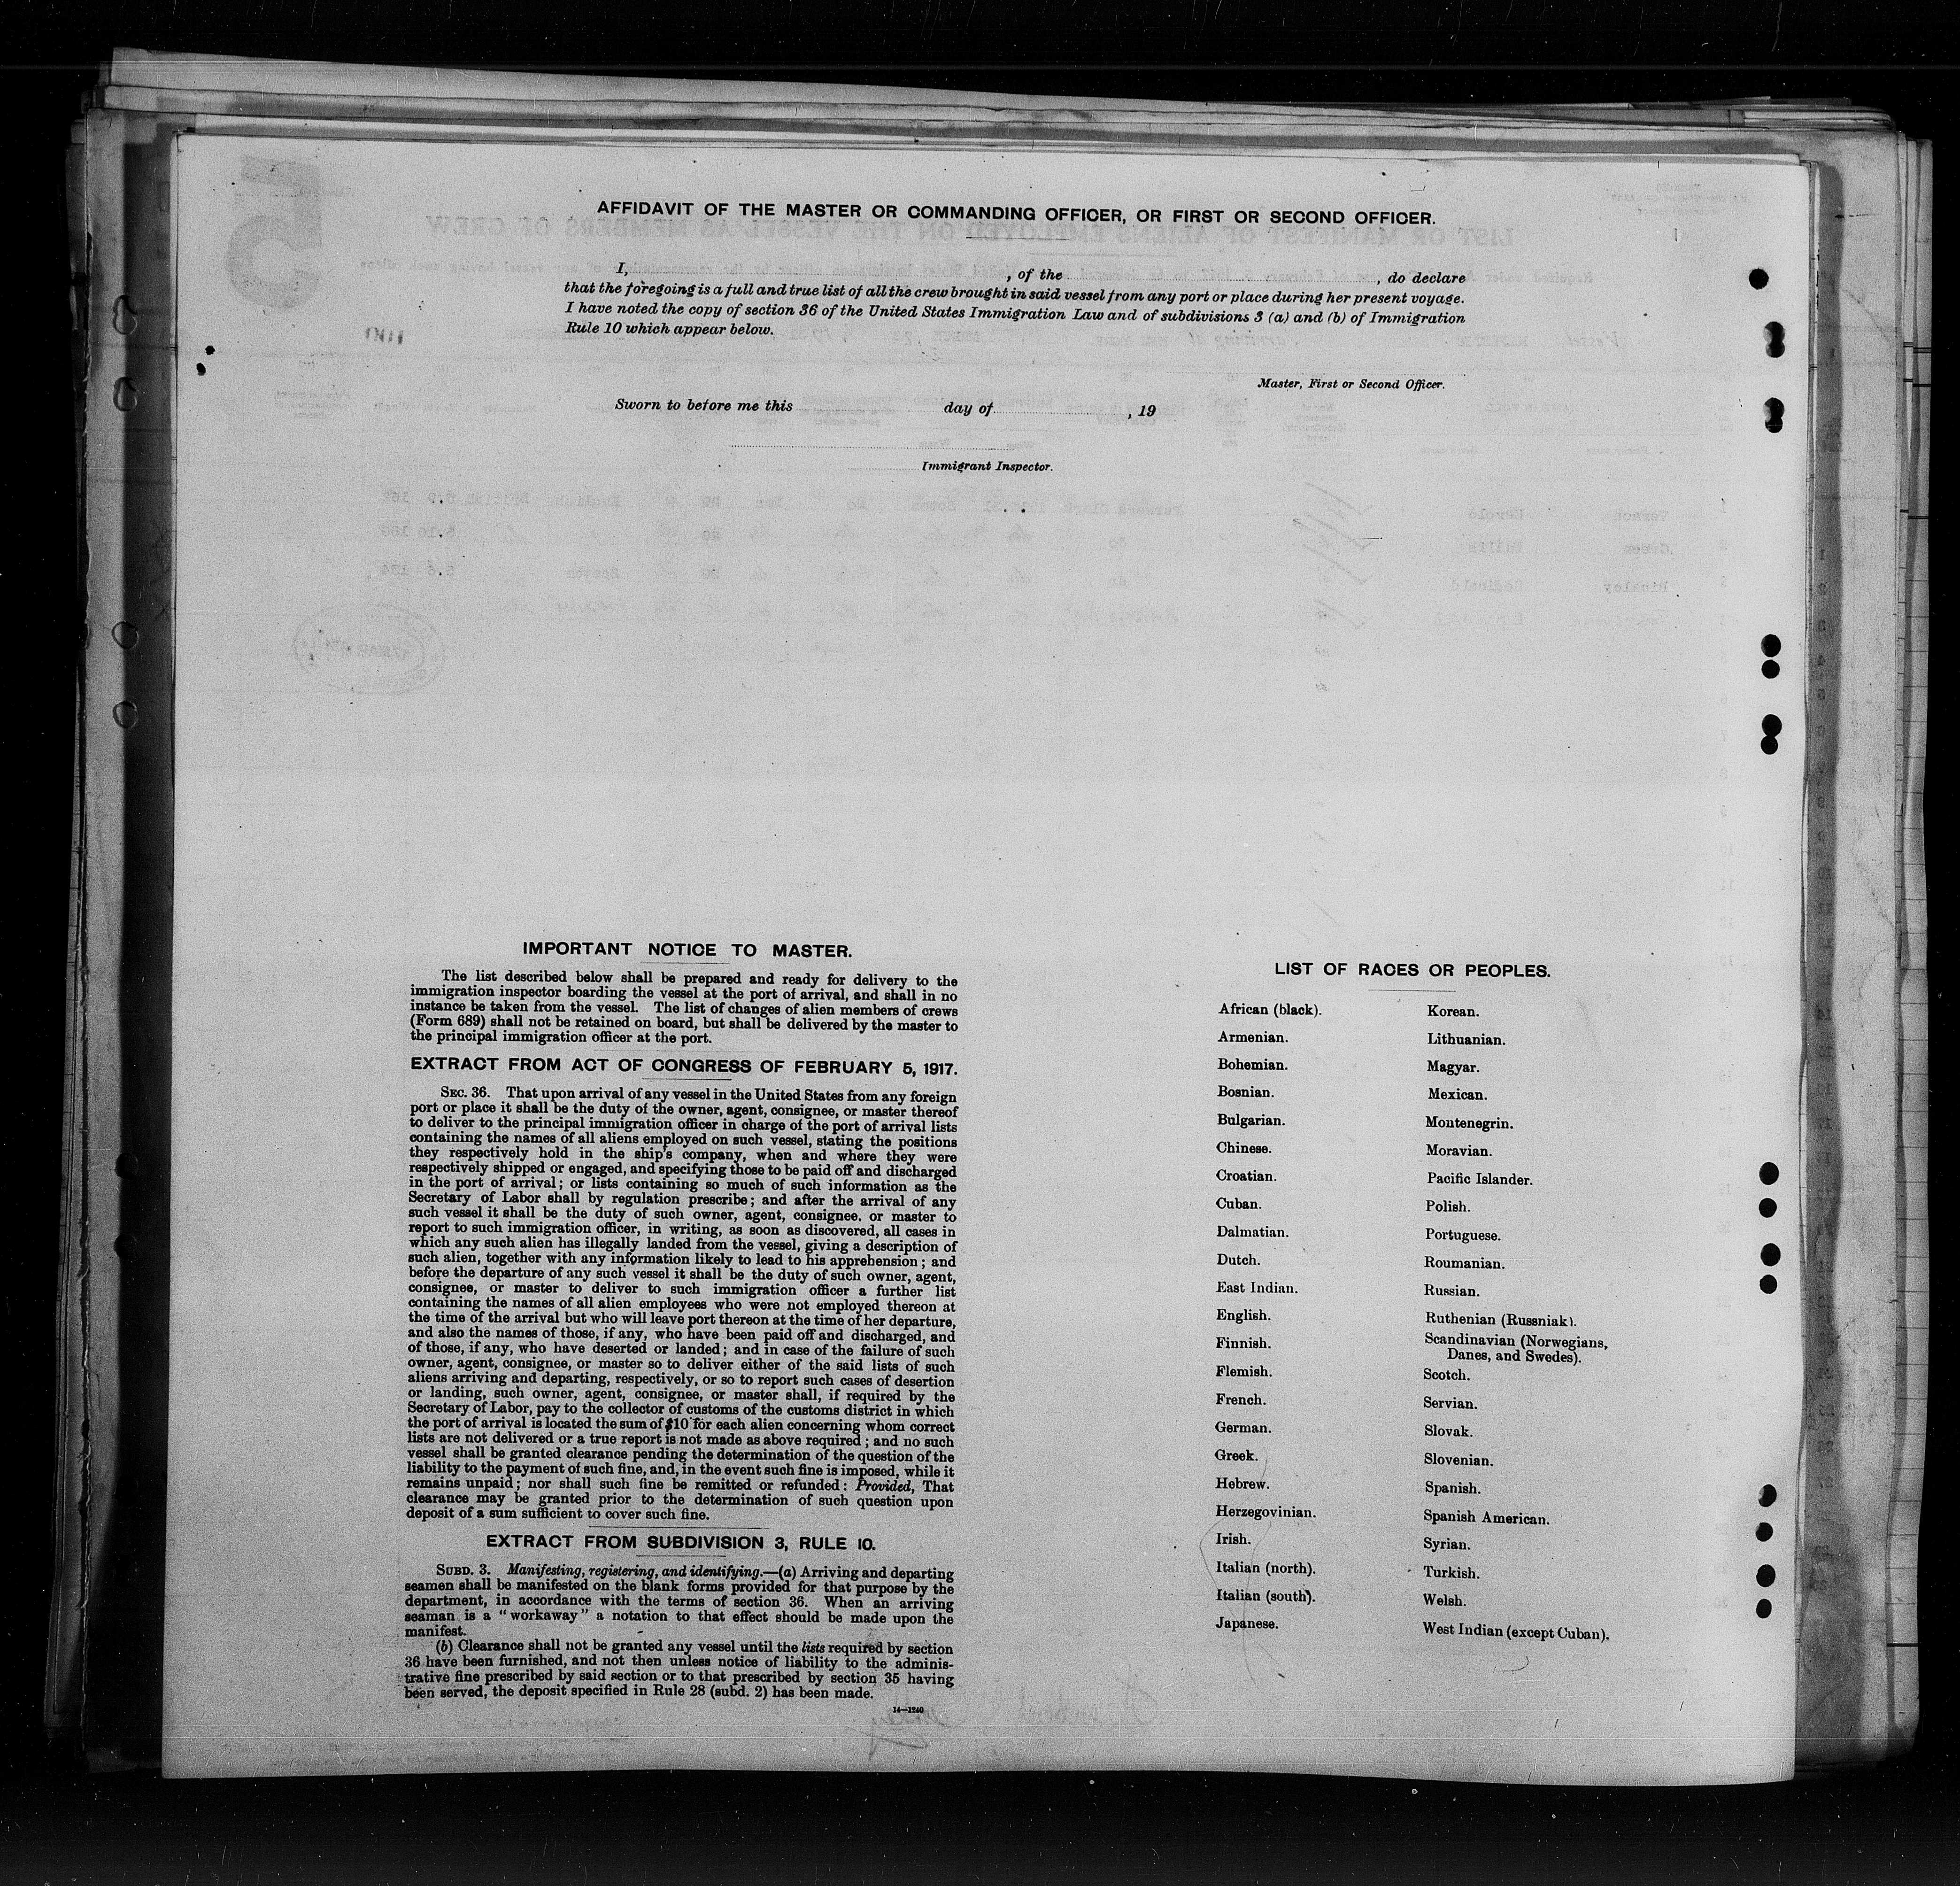 AFFIDAVIT OF THE MASTER OR COMMANDING OFFICER, OR FIRST OR SECOND OFFICER.
I, , of the , do declare
that the foregoing is a full and true list of all the crew brought in said vessel from any port or place during her present voyage.
I have noted the copy of section 36 of the United States Immigration Law and of subdivisions 3 (a) and (b) of Immigration
Rule 10 which appear below.
Master, First or Second Officer.
Sworn to before me this day of , 19
Immigrant Inspector.
IMPORTANT NOTICE TO MASTER.
The list described below shall be prepared and ready for delivery to the
immigration inspector boarding the vessel at the port of arrival, and shall in no
instance be taken from the vessel. The list of changes of alien members of crews
(Form 689) shall not be retained on board, but shall be delivered by the master to
the principal immigration officer at the port.
EXTRACT FROM ACT OF CONGRESS OF FEBRUARY 5, 1917.
SEC. 36. That upon arrival of any vessel in the United States from any foreign
port or place it shall be the duty of the owner, agent, consignee, or master thereof
to deliver to the principal immigration officer in charge of the port of arrival lists
containing the names of all aliens employed on such vessel, stating the positions
they respectively hold in the ship's company, when and where they were
respectively shipped or engaged, and specifying those to be paid off and discharged
in the port of arrival; or lists containing so much of such information as the
Secretary of Labor shall by regulation prescribe; and after the arrival of any
such vessel it shall be the duty of such owner, agent, consignee, or master to
report to such immigration officer, in writing, as soon as discovered, all cases in
which any such alien has illegally landed from the vessel, giving a description of
such alien, together with any information likely to lead to his apprehension; and
before the departure of any such vessel it shall be the duty of such owner, agent,
consignee, or master to deliver to such immigration officer a further list
containing the names of all alien employees who were not employed thereon at
the time of the arrival but who will leave port thereon at the time of her departure,
and also the names of those, if any, who have been paid off and discharged, and
of those, if any, who have deserted or landed; and in case of the failure of such
owner, agent, consignee, or master so to deliver either of the said lists of such
aliens arriving and departing, respectively, or so to report such cases of desertion
or landing, such owner, agent, consignee, or master shall, if required by the
Secretary of Labor, pay to the collector of customs of the customs district in which
the port of arrival is located the sum of $10 for each alien concerning whom correct
lists are not delivered or a true report is not made as above required; and no such
vessel shall be granted clearance pending the determination of the question of the
liability to the payment of such fine, and, in the event such fine is imposed, while it
remains unpaid; nor shall such fine be remitted or refunded: Provided, That
clearance may be granted prior to the determination of such question upon
deposit of a sum sufficient to cover such fine.
EXTRACT FROM SUBDIVISION 3, RULE 10.
SUBD. 3. Manifesting, registering, and identifying.—(a) Arriving and departing
seamen shall be manifested on the blank forms provided for that purpose by the
department, in accordance with the terms of section 36. When an arriving
seaman is a "workaway" a notation to that effect should be made upon the
manifest.
(b) Clearance shall not be granted any vessel until the lists required by section
36 have been furnished, and not then unless notice of liability to the adminis-
trative fine prescribed by said section or to that prescribed by section 35 having
been served, the deposit specified in Rule 28 (subd. 2) has been made.
14—1240
LIST OF RACES OR PEOPLES.
African (black).
Armenian.
Bohemian.
Bosnian.
Bulgarian.
Chinese.
Croatian.
Cuban.
Dalmatian.
Dutch.
East Indian.
English.
Finnish.
Flemish.
French.
German.
Greek.
Hebrew.
Herzegovinian.
Irish.
Italian (north).
Italian (south).
Japanese.
Korean.
Lithuanian.
Magyar.
Mexican.
Montenegrin.
Moravian.
Pacific Islander.
Polish.
Portuguese.
Roumanian.
Russian.
Ruthenian (Russniak).
Scandinavian (Norwegians,
Danes, and Swedes).
Scotch.
Servian.
Slovak.
Slovenian.
Spanish.
Spanish American.
Syrian.
Turkish.
Welsh.
West Indian (except Cuban).